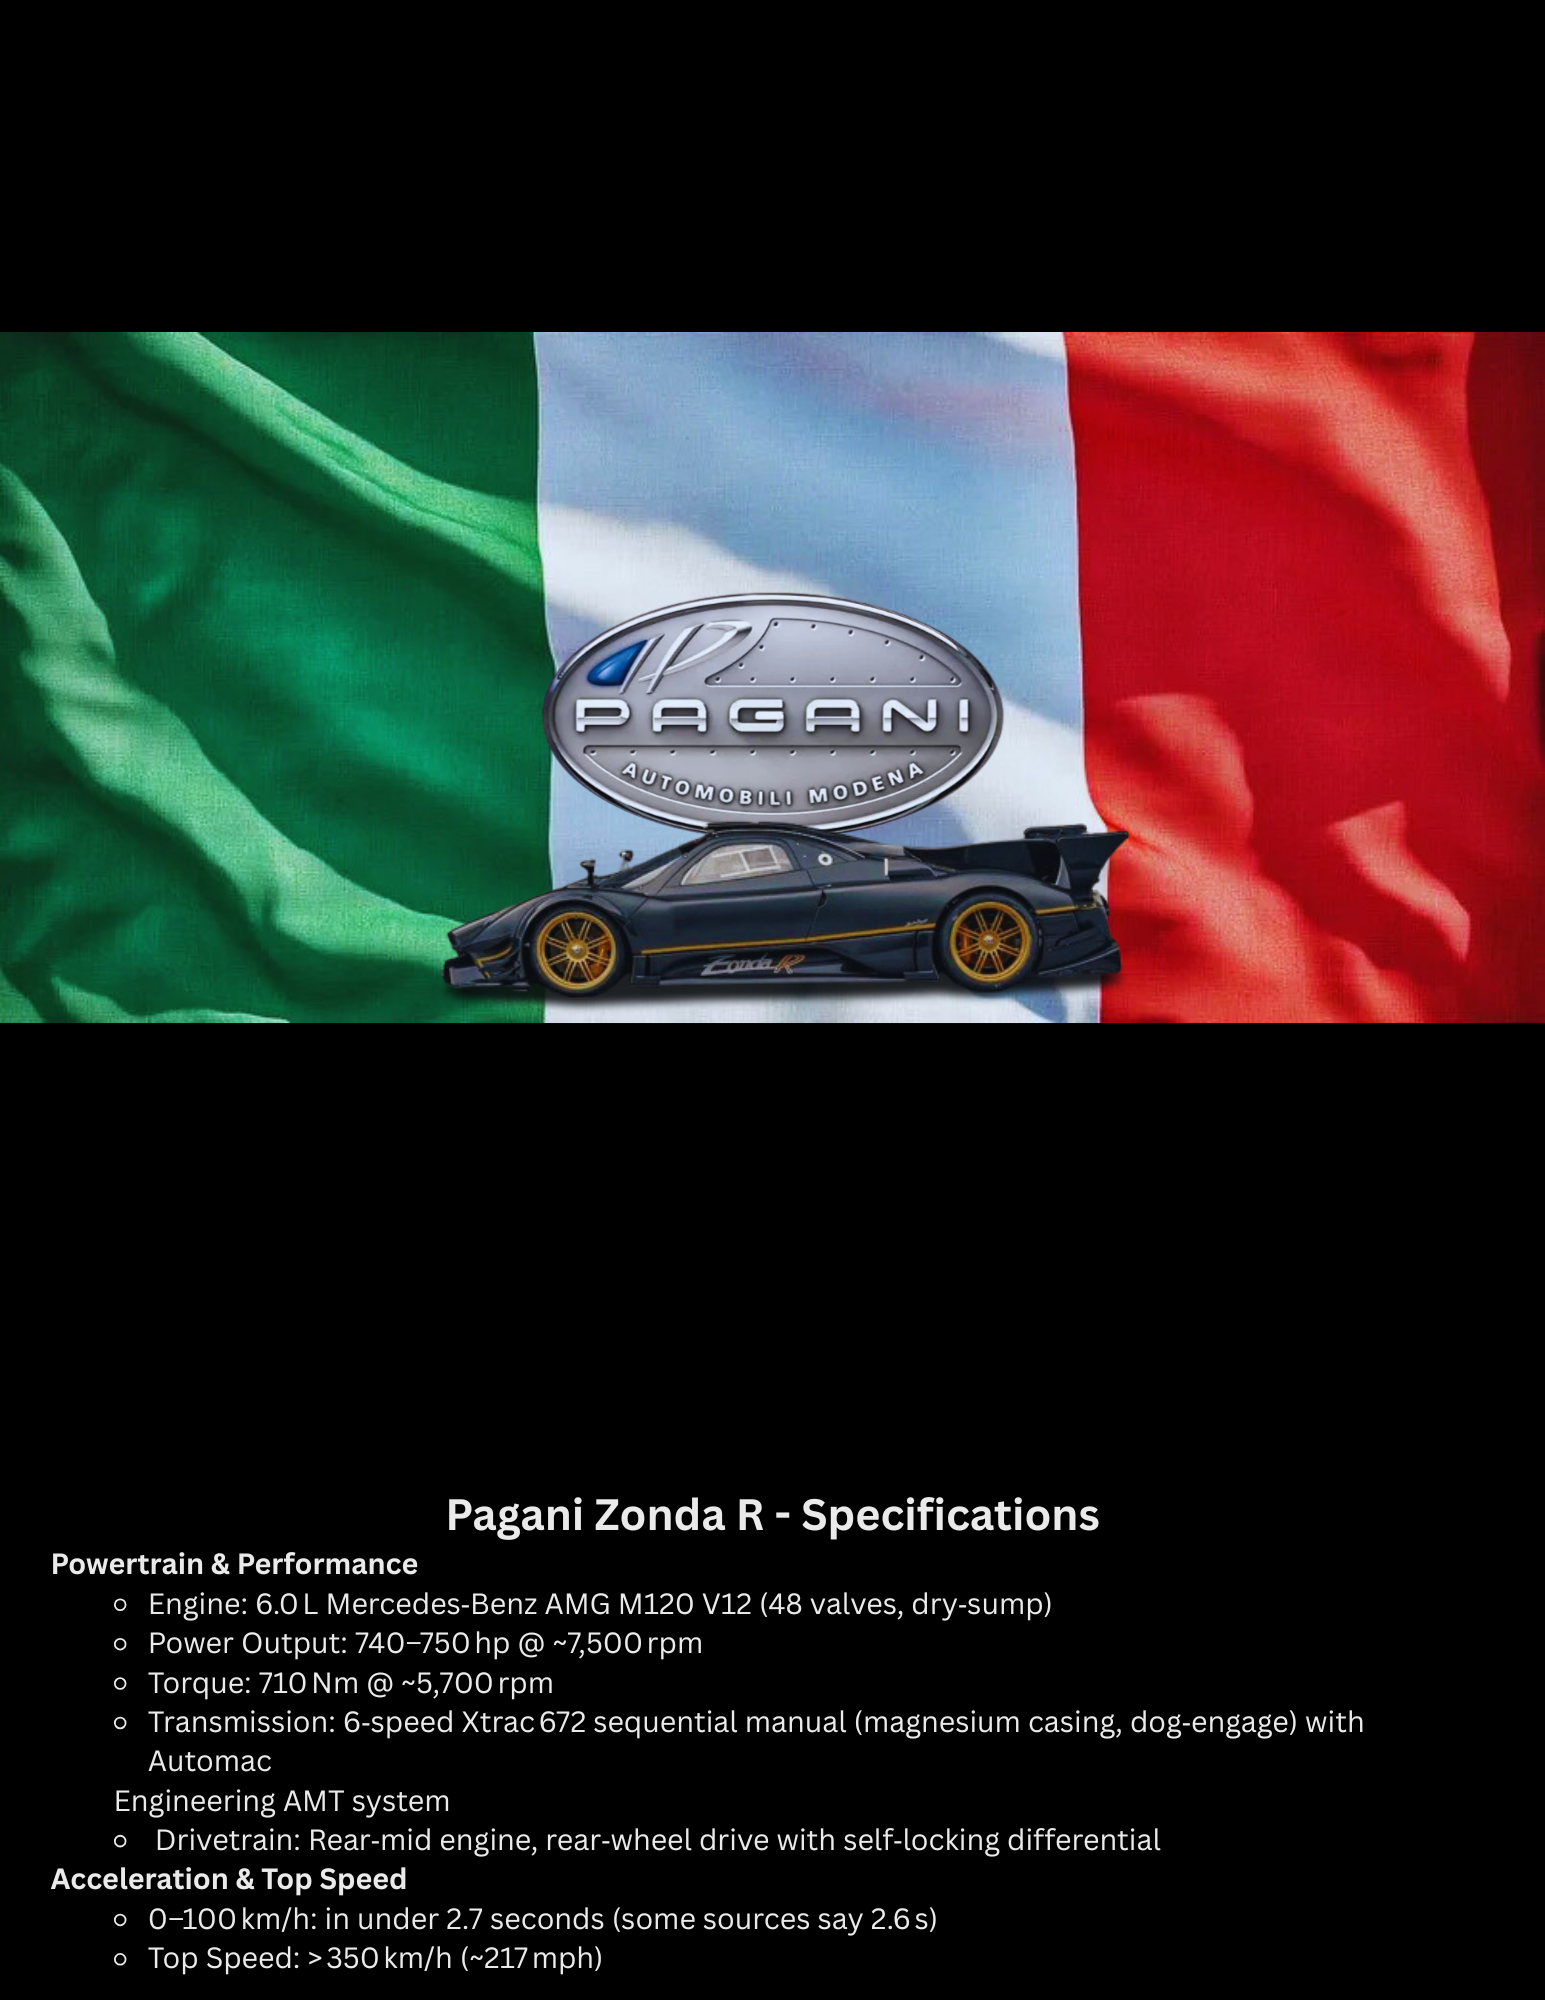 PAGANI
AUTOMOBILI MODENA
Zonda R
Pagani Zonda R - Specifications
Powertrain & Performance
Engine: 6.0 L Mercedes-Benz AMG M120 V12 (48 valves, dry-sump)
Power Output: 740–750 hp @ ~7,500 rpm
Torque: 710 Nm @ ~5,700 rpm
Transmission: 6-speed Xtrac 672 sequential manual (magnesium casing, dog-engage) with
Automac
Engineering AMT system
Drivetrain: Rear-mid engine, rear-wheel drive with self-locking differential
Acceleration & Top Speed
0–100 km/h: in under 2.7 seconds (some sources say 2.6 s)
Top Speed: > 350 km/h (~217 mph)